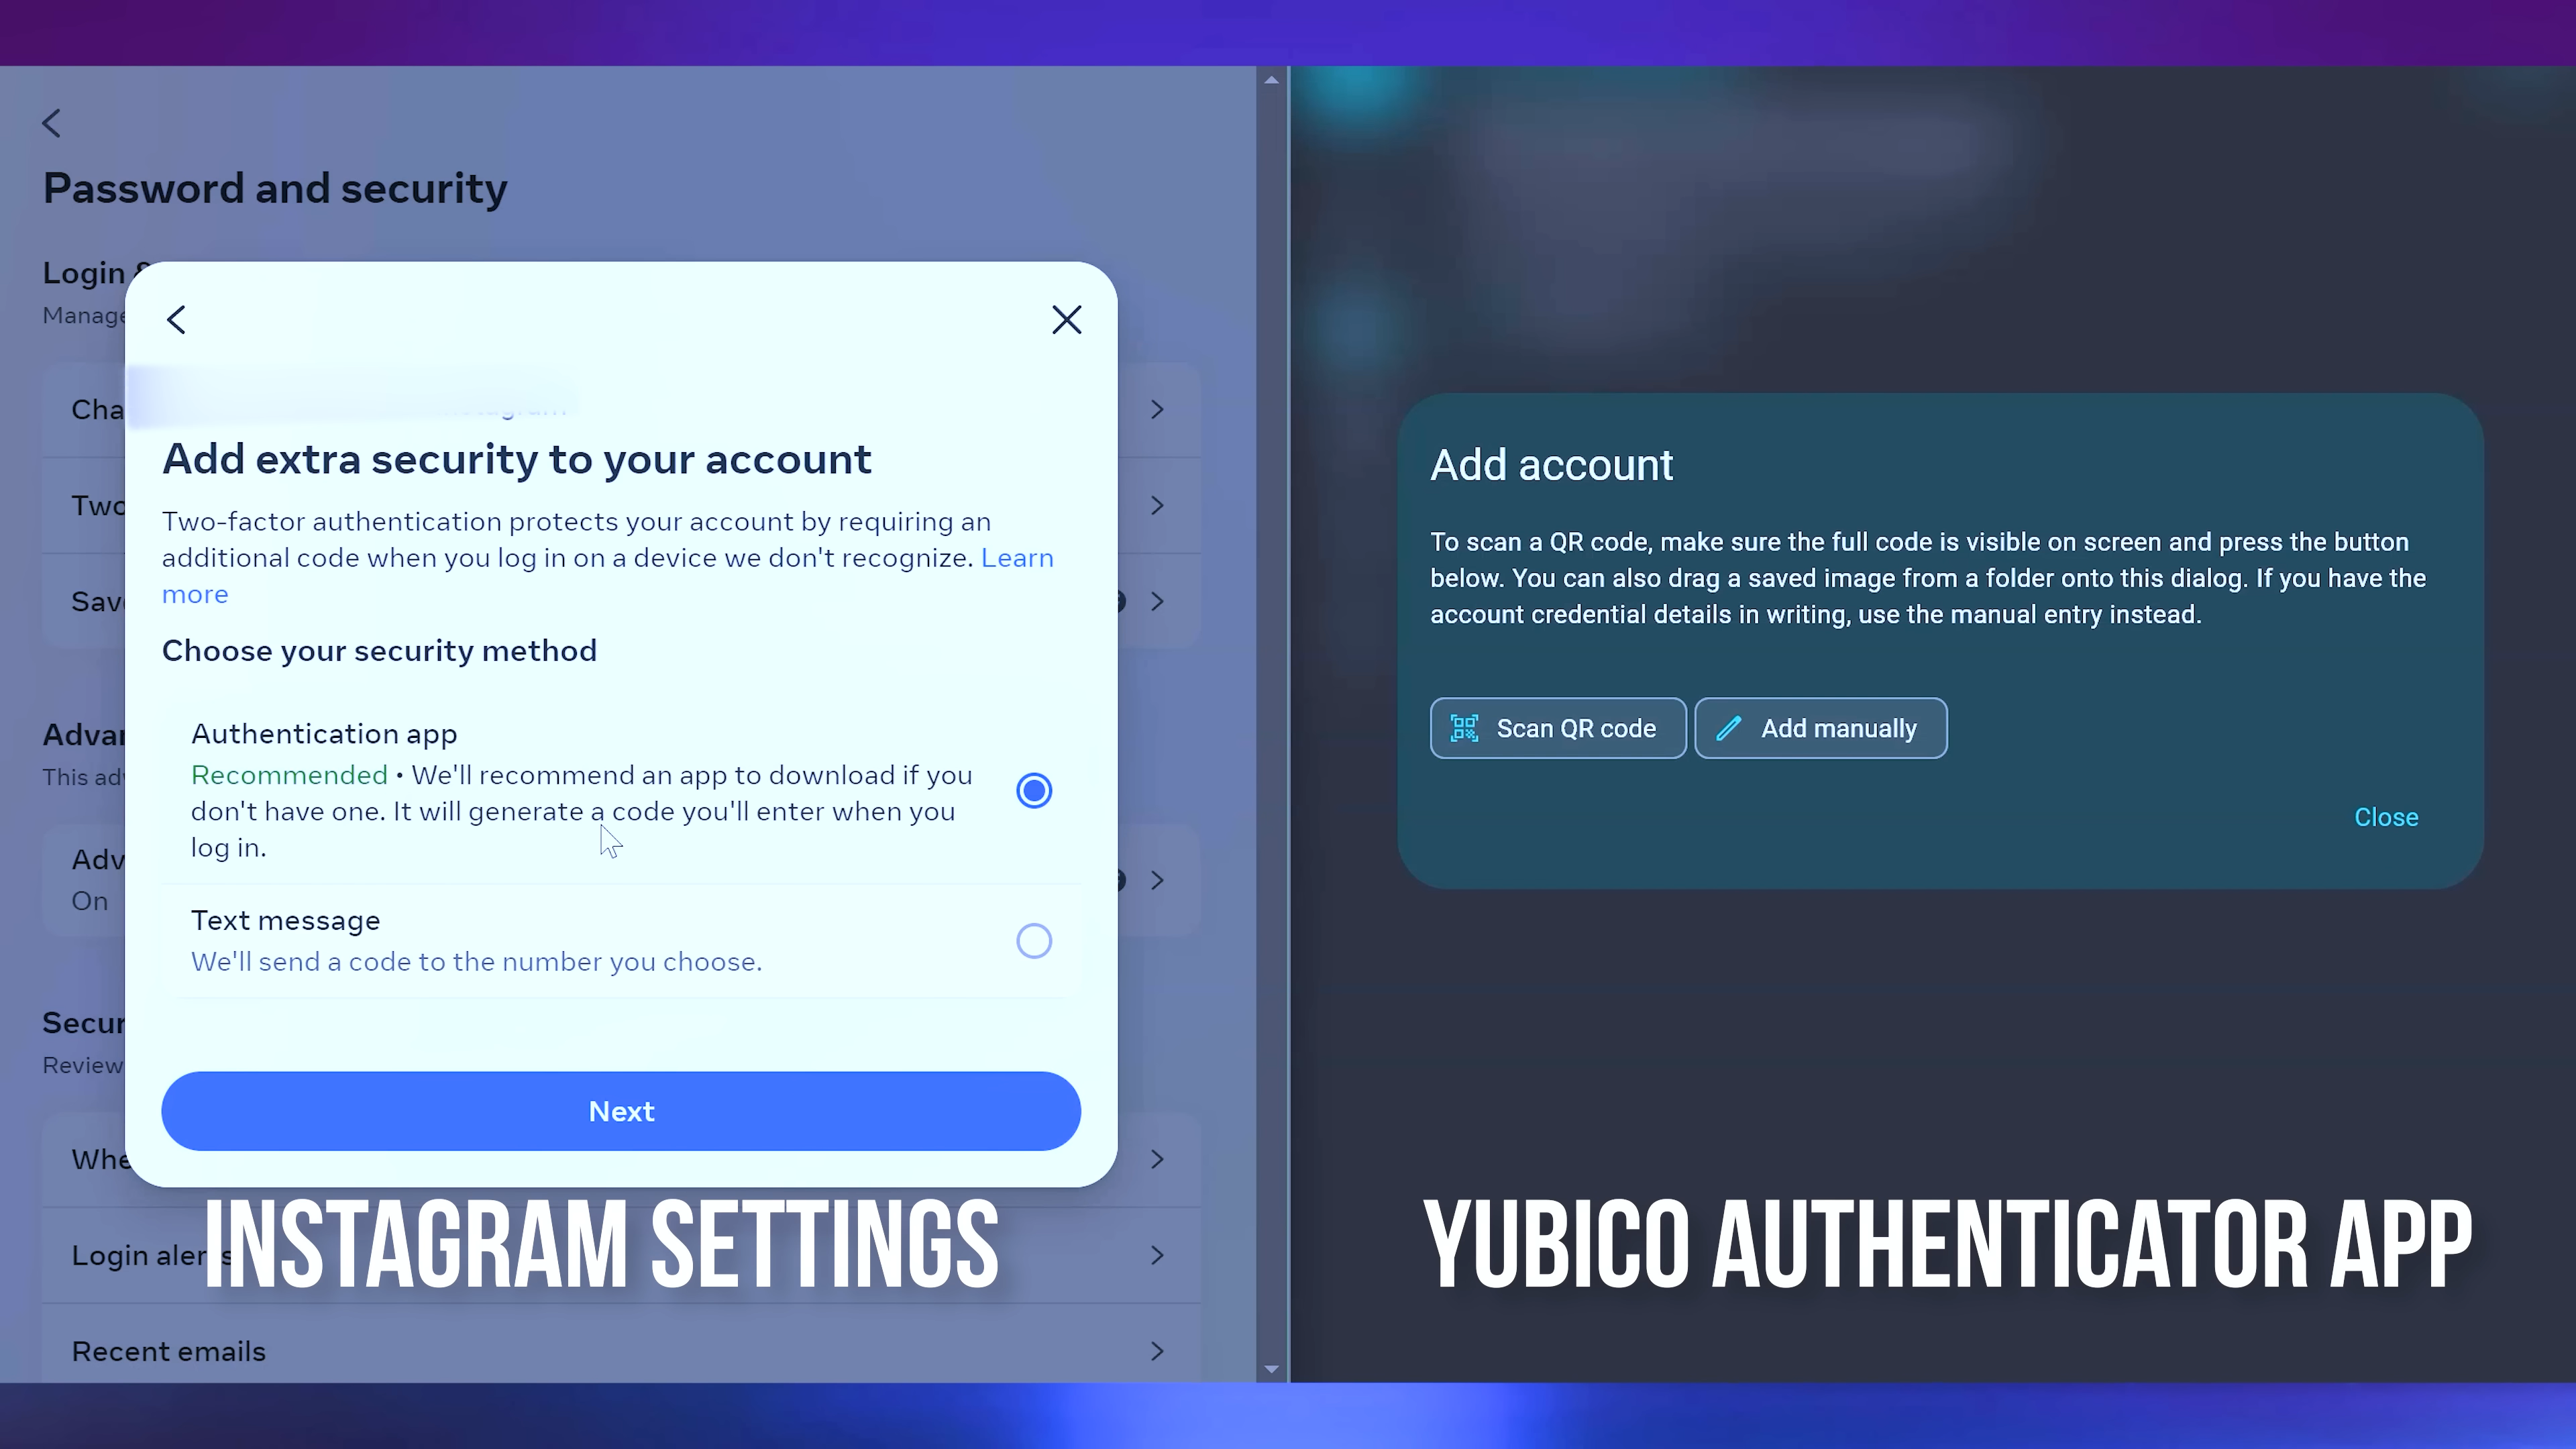 Password and security
Login
Manage
Cha
Two
Sav
Advan
This ad
Adv
On
Secur
Review
Whe
Login alerts
Recent emails
Add extra security to your account
Two-factor authentication protects your account by requiring an
additional code when you log in on a device we don't recognize. Learn
more
Choose your security method
Authentication app
Recommended • We'll recommend an app to download if you
don't have one. It will generate a code you'll enter when you
log in.
Text message
We'll send a code to the number you choose.
Next
INSTAGRAM SETTINGS
Add account
To scan a QR code, make sure the full code is visible on screen and press the button
below. You can also drag a saved image from a folder onto this dialog. If you have the
account credential details in writing, use the manual entry instead.
Scan QR code
Add manually
Close
YUBICO AUTHENTICATOR APP